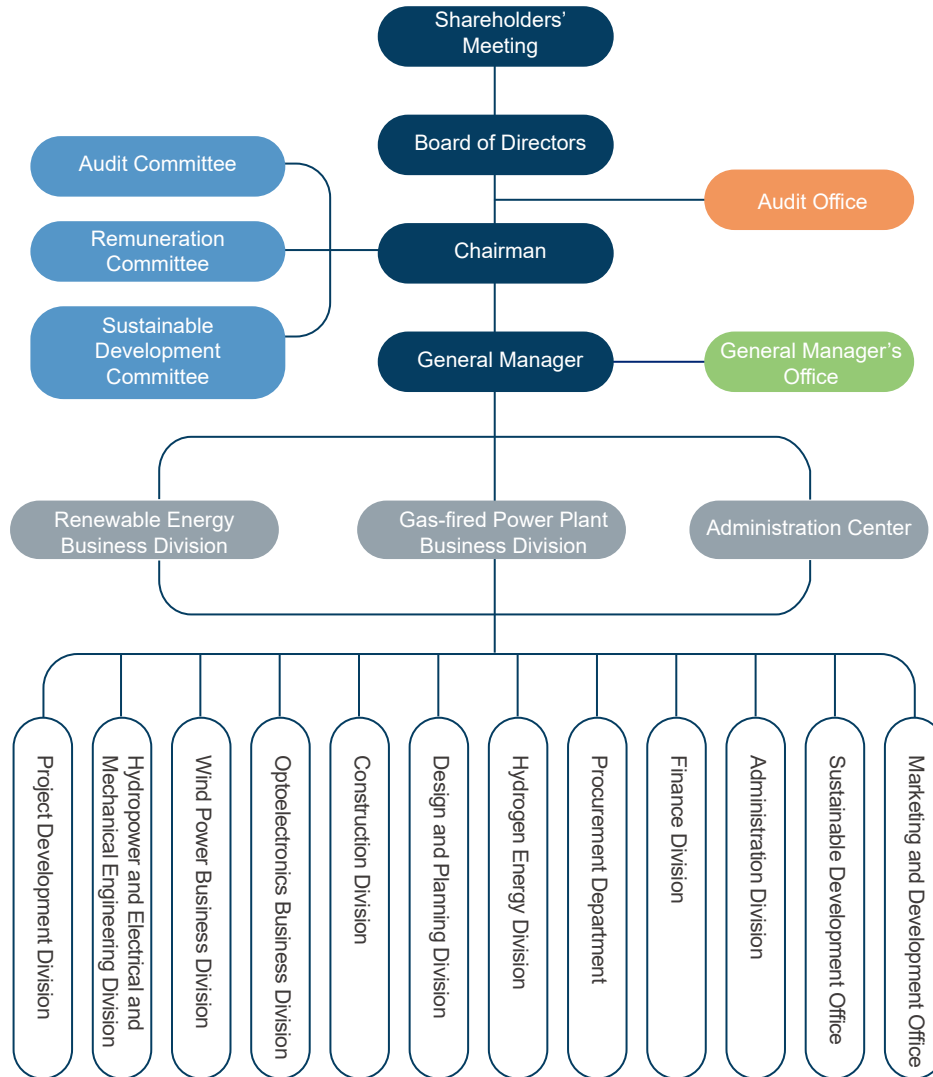 Shareholders'
Meeting
Board of Directors
Audit Committee
Audit Office
Remuneration
Committee
Chairman
Sustainable
Development
Committee
General Manager
General Manager’s
Office
Renewable Energy
Business Division
Gas-fired Power Plant
Business Division
Administration Center
Project Development Division
Hydropower and Electrical and
Mechanical Engineering Division
Wind Power Business Division
Optoelectronics Business Division
Construction Division
Design and Planning Division
Hydrogen Energy Division
Procurement Department
Finance Division
Administration Division
Sustainable Development Office
Marketing and Development Office